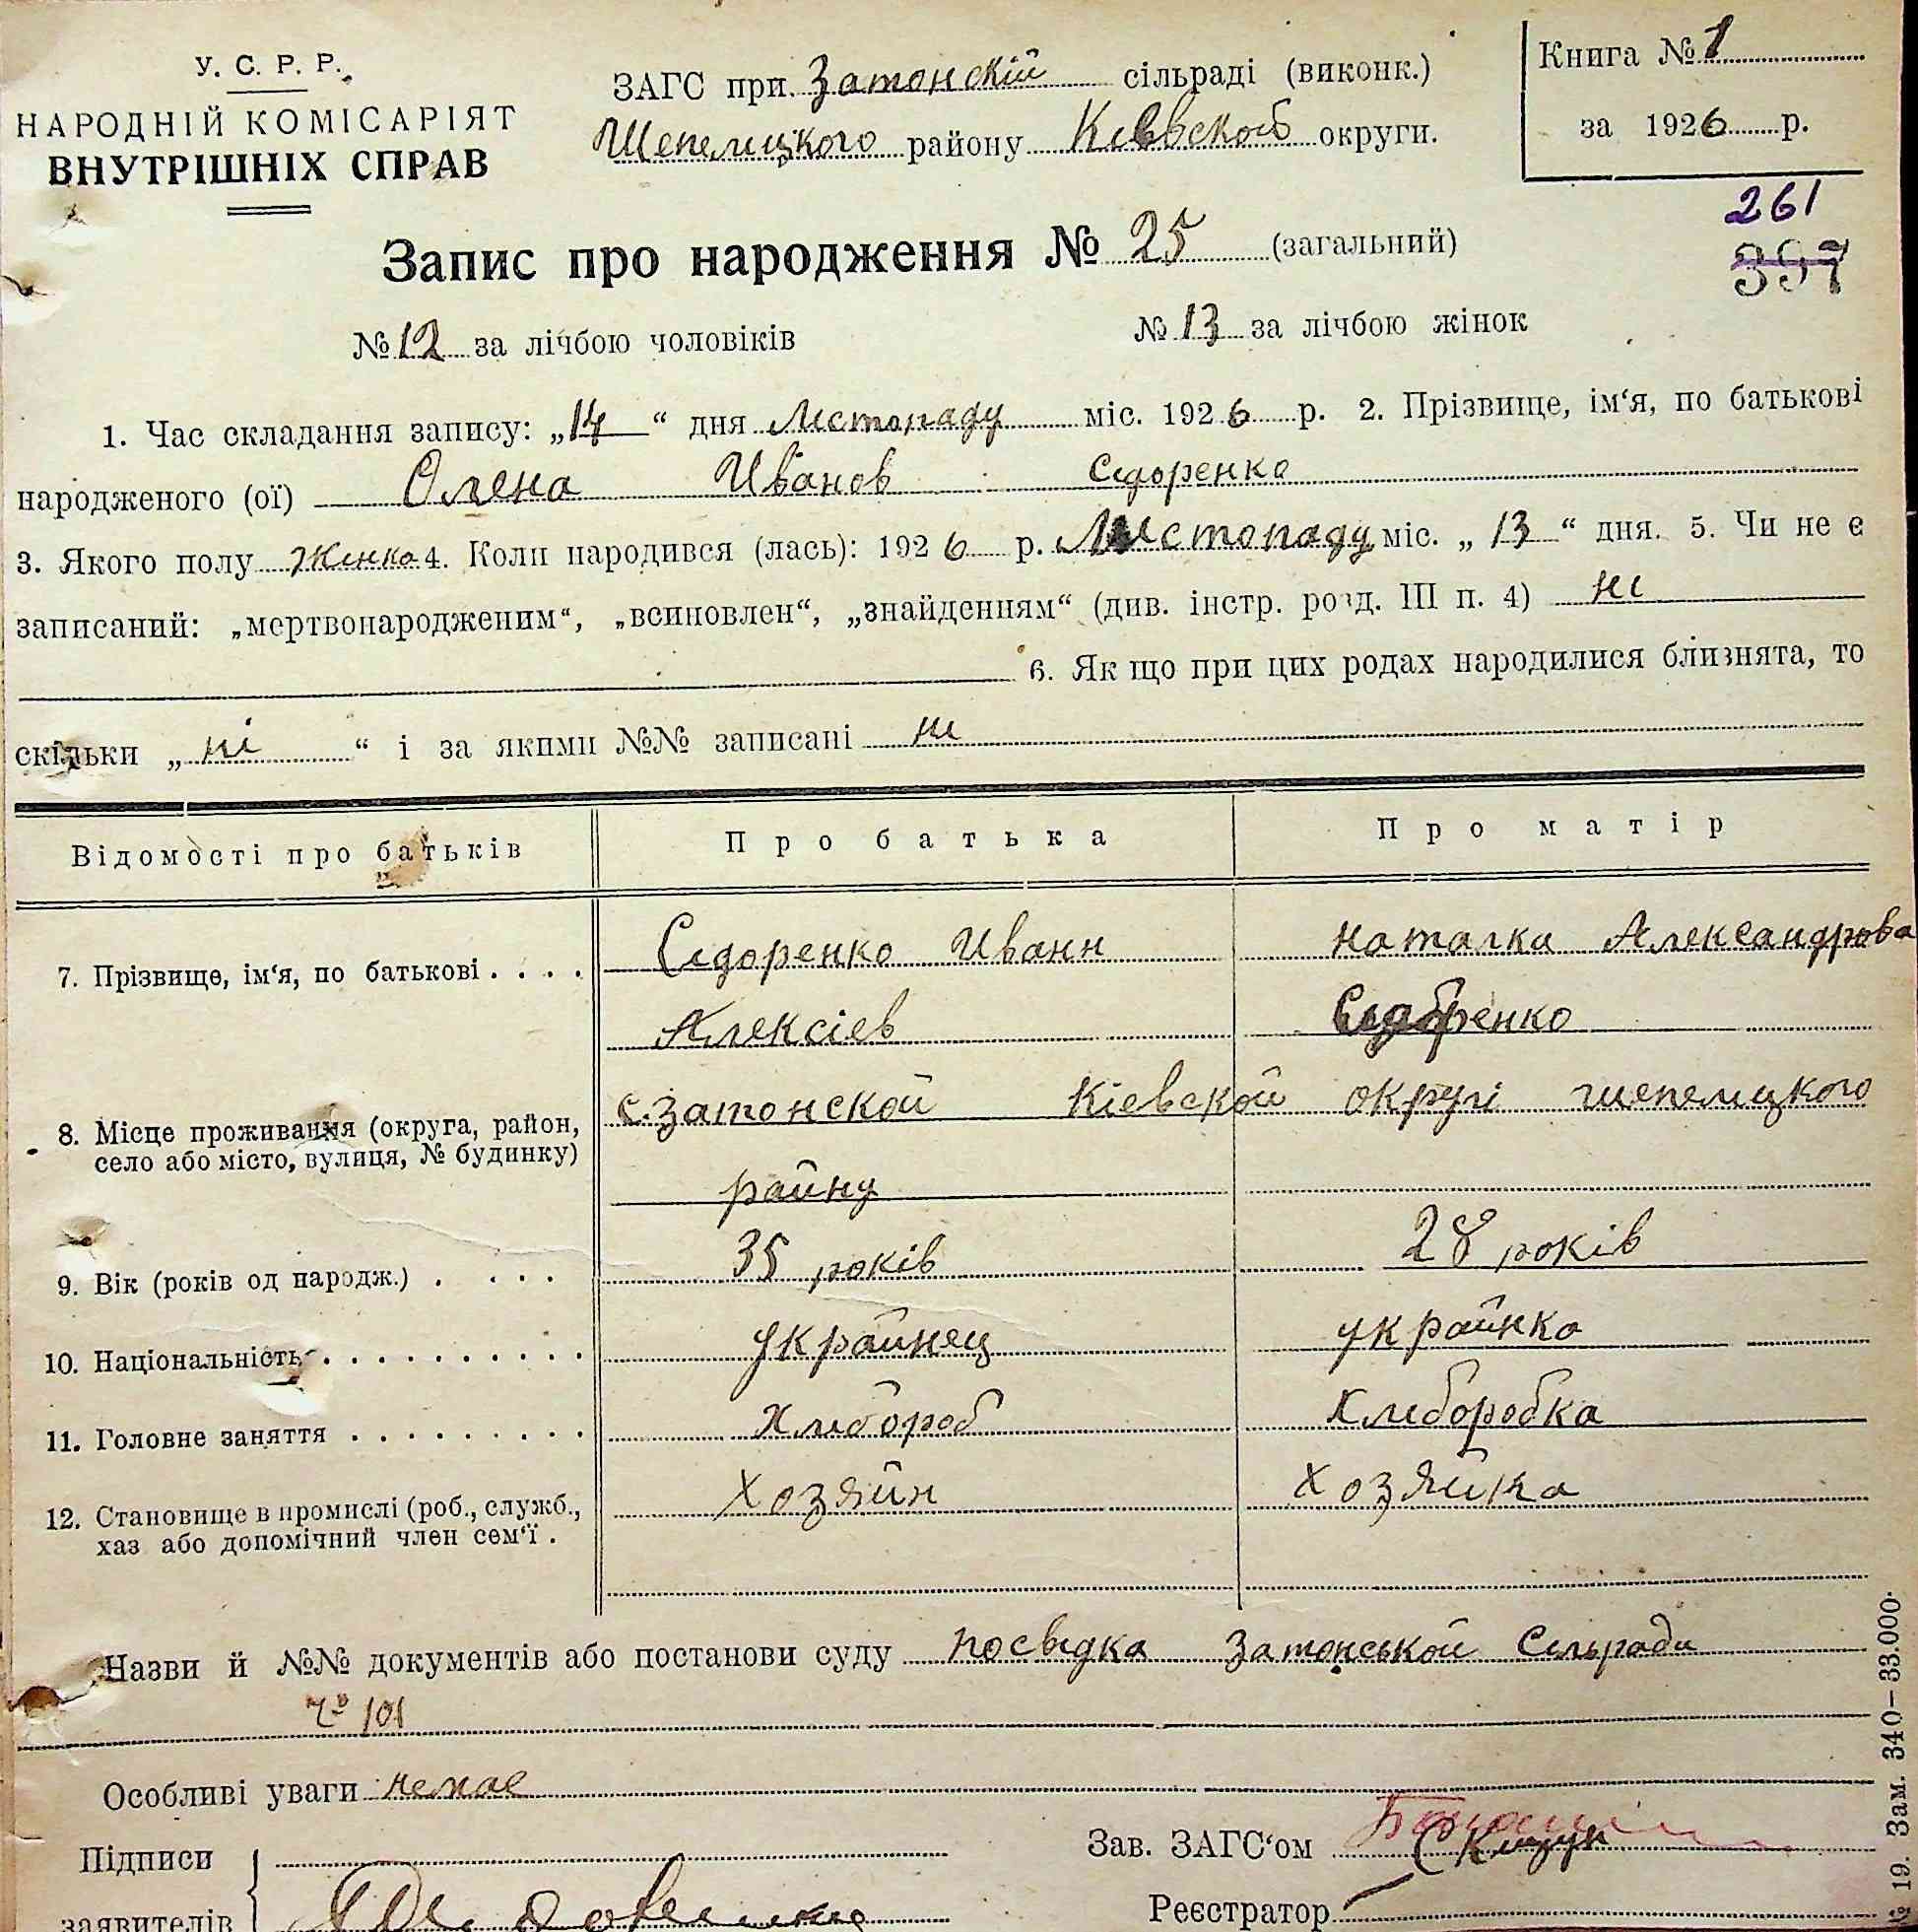 У. С. Р. Р.
НАРОДНІЙ КОМІСАРІЯТ
ВНУТРІШНІХ СПРАВ
ЗАГС при Затонскій сільраді (виконк.)
Шепелицкого району Кіевской округи.
Книга № 1
за 1926 р.
261
397
Запис про народження № 25 (загальний)
№ 12 за лічбою чоловіків № 13 за лічбою жінок
1. Час складання запису: „14“ дня Листопаду міс. 1926 р. 2. Прізвище, ім‘я, по батькові
народженого (ої) Олена Иванов Сідоренко
3. Якого полу Жінка 4. Коли народився (лась): 1926 р. Листопаду міс. „13“ дня. 5. Чи не є
записаний: „мертвонародженим“, „всиновлен“, „знайденням“ (див. інстр. розд. III п. 4) ні
6. Як що при цих родах народилися близнята, то
скільки „ні“ і за якими №№ записані ні
Відомості про батьків Про батька Про матір
7. Прізвище, ім‘я, по батькові . . . . Сідоренко Иванн Наталка Александрова
Алексіев Сідоренко
8. Місце проживання (округа, район, село або місто, вулиця, № будинку) с. Затонской Кіевской округі шепелицкого
району
9. Вік (років од народж.) . . . . 35 років 28 років
10. Національність . . . . . . . . . . украйнец украйнка
11. Головне заняття . . . . . . . . . Хлибороб Хлиборобка
12. Становище в промислі (роб., служб., хаз або допомічний член сем‘ї . Хозяйн Хозяйка
Назви й №№ документів або постанови суду посвідка Затонськой Сільради
№ 101
Особливі уваги немае
Підписи
заявителів
Зав. ЗАГС‘ом
Реєстратор
19. Зам. 340–33.000.